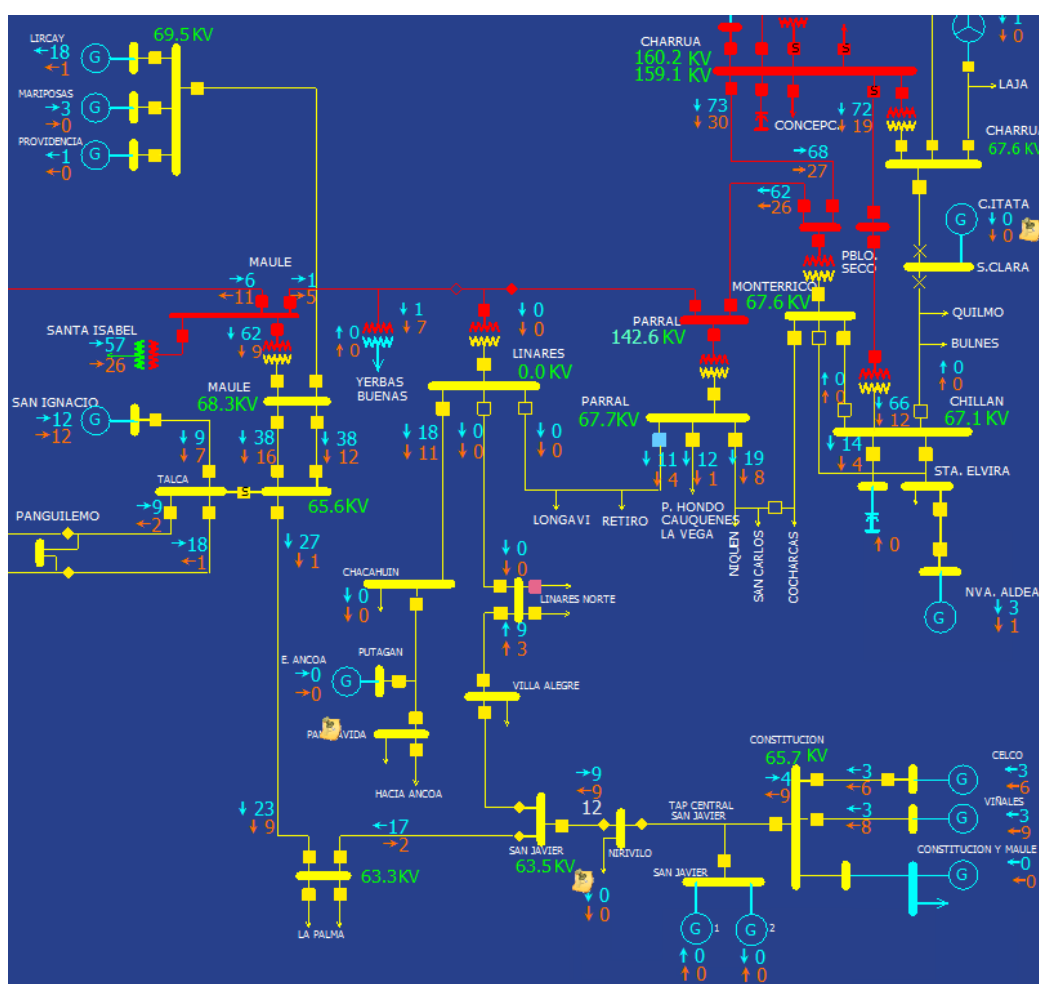 LIRCAY
←18
←1
G
69.5 KV
MARIPOSAS
→3
→0
G
PROVIDENCIA
←1
←0
G
CHARRUA
160.2 KV
159.1 KV
S
S
S
↓ 73
↓ 30
CONCEPC.
↓ 72
↓ 19
↓ 1
↓ 0
LAJA
CHARRUA
67.6 KV
→68
→27
←62
←26
C.ITATA
G
↓ 0
↓ 0
S.CLARA
PBLO.
SECO
MONTERRICO
67.6 KV
QUILMO
BULNES
MAULE
→6
←11
→1
→5
SANTA ISABEL
→57
→26
↓ 62
↓ 9
↑ 0
↑ 0
↓ 1
↓ 7
YERBAS
BUENAS
↓ 0
↓ 0
LINARES
0.0 KV
PARRAL
142.6 KV
↑ 0
↑ 0
↑ 0
↑ 0
CHILLAN
67.1 KV
↓ 66
↓ 12
MAULE
68.3KV
SAN IGNACIO
→12
→12
G
↓ 9
↓ 7
↓ 38
↓ 16
↓ 38
↓ 12
↓ 18
↓ 11
↓ 0
↓ 0
↓ 0
↓ 0
PARRAL
67.7KV
↓ 11
↓ 4
↓ 12
↓ 1
↓ 19
↓ 8
↓ 14
↓ 4
STA. ELVIRA
TALCA
S
65.6KV
→9
←2
PANGUILEMO
→18
←1
↓ 27
↓ 1
LONGAVI
RETIRO
P. HONDO
CAUQUENES
LA VEGA
NIQUEN
SAN CARLOS
COCHARCAS
↑ 0
CHACAHUIN
↓ 0
↓ 0
↓ 0
↓ 0
LINARES NORTE
↑ 9
↑ 3
NVA. ALDEA
G
↓ 3
↓ 1
E. ANCOA
→0
→0
G
PUTAGAN
VILLA ALEGRE
HACIA ANCOA
CONSTITUCION
65.7 KV
→4
←9
←3
←6
G
CELCO
←3
←6
←3
←8
G
VIÑALES
←3
←9
CONSTITUCION Y MAULE
G
←0
←0
↓ 23
↓ 9
←17
→2
→9
←9
12
TAP CENTRAL
SAN JAVIER
SAN JAVIER
63.5 KV
NIRIVILO
↓ 0
↓ 0
SAN JAVIER
G 1
G 2
↑ 0
↑ 0
↓ 0
↑ 0
63.3KV
LA PALMA